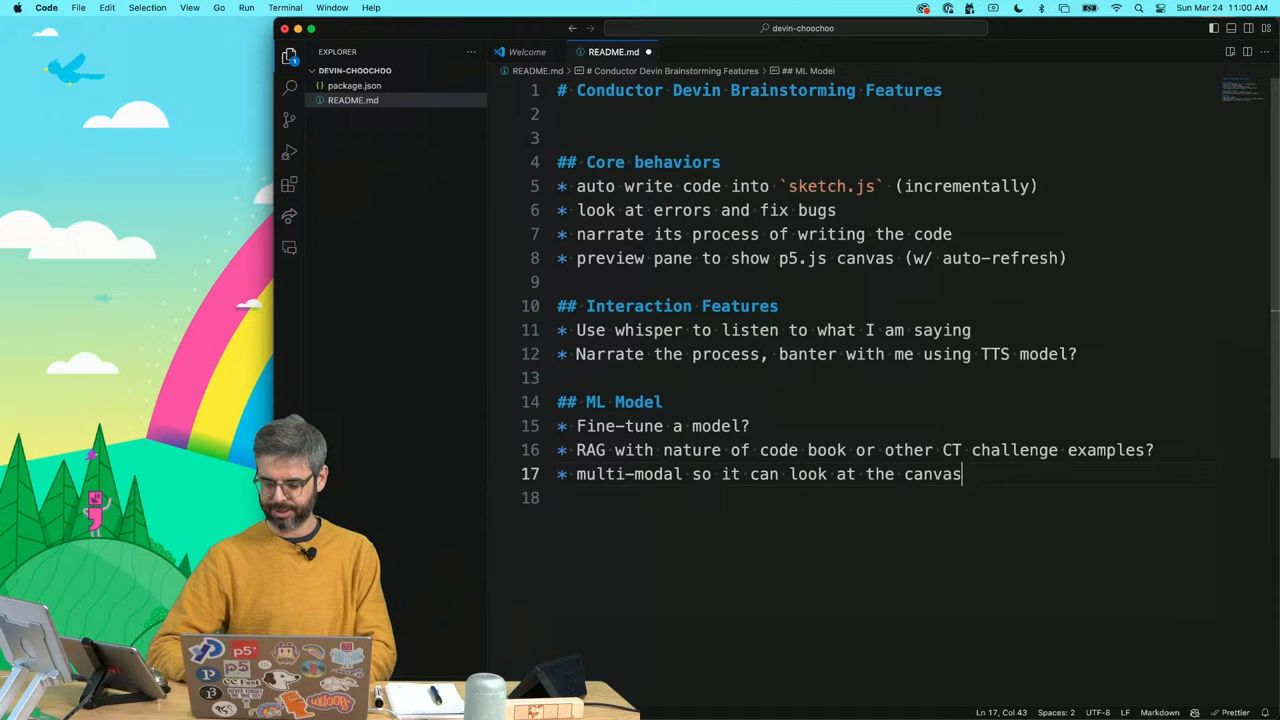 Code File Edit Selection View Go Run Terminal Window Help
Sun Mar 24 11:00 AM
devin-choochoo
EXPLORER
DEVIN-CHOOCHOO
package.json
README.md
1
Welcome
README.md
README.md > # Conductor Devin Brainstorming Features > ## ML Model
1 # Conductor Devin Brainstorming Features
2
3
4 ## Core behaviors
5 * auto write code into `sketch.js` (incrementally)
6 * look at errors and fix bugs
7 * narrate its process of writing the code
8 * preview pane to show p5.js canvas (w/ auto-refresh)
9
10 ## Interaction Features
11 * Use whisper to listen to what I am saying
12 * Narrate the process, banter with me using TTS model?
13
14 ## ML Model
15 * Fine-tune a model?
16 * RAG with nature of code book or other CT challenge examples?
17 * multi-modal so it can look at the canvas
18
Ln 17, Col 43 Spaces: 2 UTF-8 LF Markdown Prettier
p5*